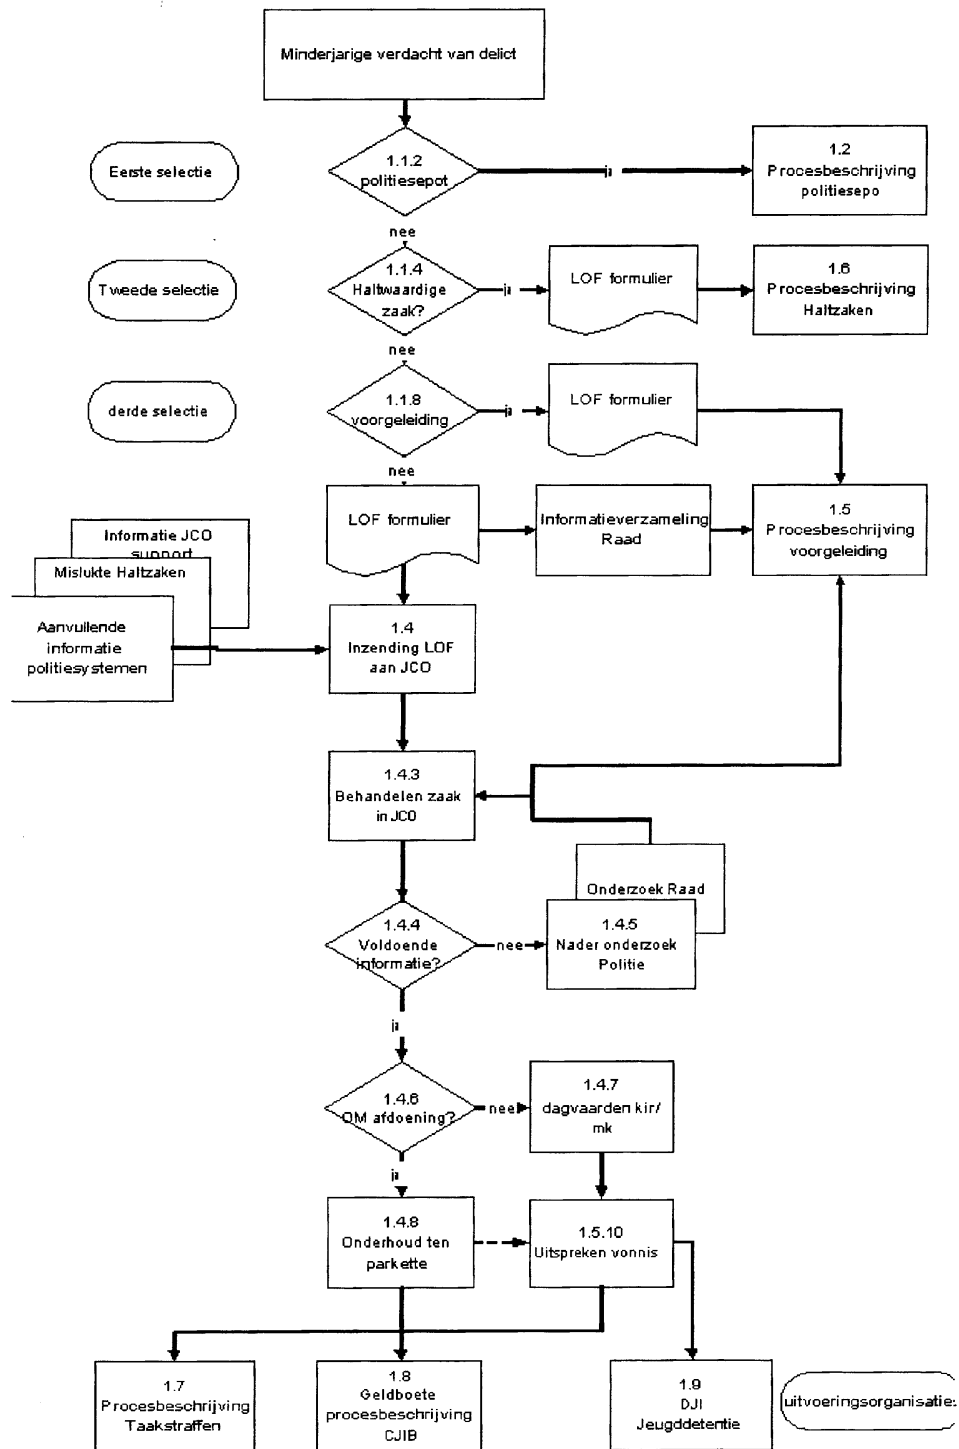 Minderjarige verdacht van delict
Eerste selectie
1.1.2
politiesepot
ja
1.2
Procesbeschrijving
politiesepo
nee
Tweede selectie
1.1.4
Haltwaardige
zaak?
ja
LOF formulier
1.6
Procesbeschrijving
Haltzaken
nee
derde selectie
1.1.8
voorgeleiding
ja
LOF formulier
nee
LOF formulier
Informatieverzameling
Raad
1.5
Procesbeschrijving
voorgeleiding
Informatie JCO
support
Mislukte Haltzaken
Aanvullende
informatie
politiesystemen
1.4
Inzending LOF
aan JCO
1.4.3
Behandelen zaak
in JCO
Onderzoek Raad
1.4.4
Voldoende
informatie?
nee
1.4.5
Nader onderzoek
Politie
ja
1.4.6
OM afdoening?
nee
1.4.7
dagvaarden kir/
mk
ja
1.4.8
Onderhoud ten
parkette
1.5.10
Uitspreken vonnis
1.7
Procesbeschrijving
Taakstraffen
1.8
Geldboete
procesbeschrijving
CJIB
1.9
DJI
Jeugddetentie
uitvoeringsorganisaties